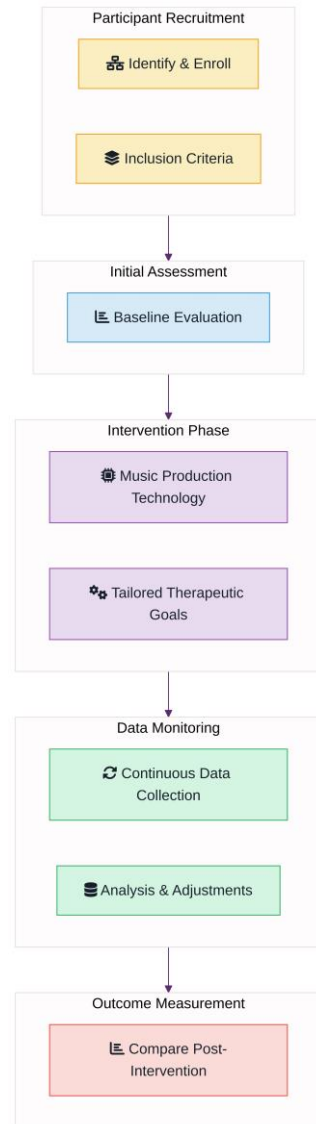 Participant Recruitment
Identify & Enroll
Inclusion Criteria
Initial Assessment
Baseline Evaluation
Intervention Phase
Music Production
Technology
Tailored Therapeutic
Goals
Data Monitoring
Continuous Data
Collection
Analysis & Adjustments
Outcome Measurement
Compare Post-
Intervention